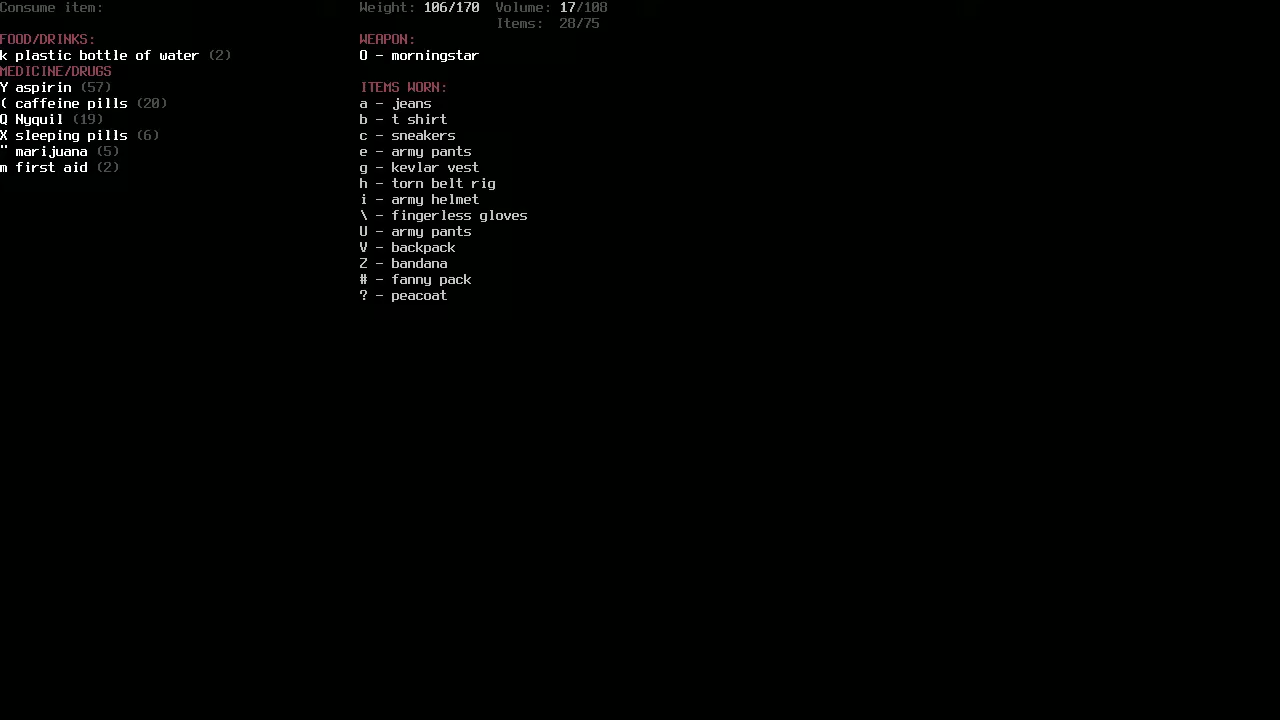 Consume item:
Weight: 106/170  Volume: 17/108
Items:  28/75
FOOD/DRINKS:
k plastic bottle of water (2)
MEDICINE/DRUGS
Y aspirin (57)
( caffeine pills (20)
Q Nyquil (19)
X sleeping pills (6)
" marijuana (5)
m first aid (2)
WEAPON:
O - morningstar
ITEMS WORN:
a - jeans
b - t shirt
c - sneakers
e - army pants
g - kevlar vest
h - torn belt rig
i - army helmet
\ - fingerless gloves
U - army pants
V - backpack
Z - bandana
# - fanny pack
? - peacoat